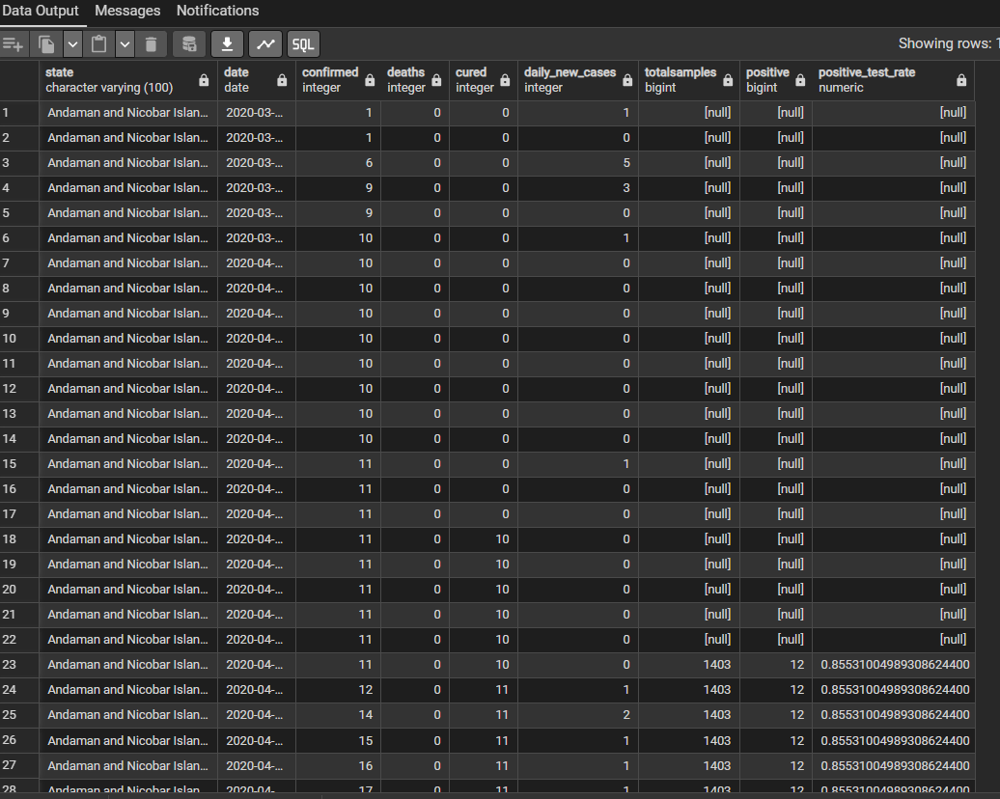 Data Output Messages Notifications
SQL Showing rows: 1
state date confirmed deaths cured daily_new_cases totalsamples positive positive_test_rate
character varying (100) date integer integer integer integer bigint bigint numeric
1 Andaman and Nicobar Islan... 2020-03-... 1 0 0 1 [null] [null] [null]
2 Andaman and Nicobar Islan... 2020-03-... 1 0 0 0 [null] [null] [null]
3 Andaman and Nicobar Islan... 2020-03-... 6 0 0 5 [null] [null] [null]
4 Andaman and Nicobar Islan... 2020-03-... 9 0 0 3 [null] [null] [null]
5 Andaman and Nicobar Islan... 2020-03-... 9 0 0 0 [null] [null] [null]
6 Andaman and Nicobar Islan... 2020-03-... 10 0 0 1 [null] [null] [null]
7 Andaman and Nicobar Islan... 2020-04-... 10 0 0 0 [null] [null] [null]
8 Andaman and Nicobar Islan... 2020-04-... 10 0 0 0 [null] [null] [null]
9 Andaman and Nicobar Islan... 2020-04-... 10 0 0 0 [null] [null] [null]
10 Andaman and Nicobar Islan... 2020-04-... 10 0 0 0 [null] [null] [null]
11 Andaman and Nicobar Islan... 2020-04-... 10 0 0 0 [null] [null] [null]
12 Andaman and Nicobar Islan... 2020-04-... 10 0 0 0 [null] [null] [null]
13 Andaman and Nicobar Islan... 2020-04-... 10 0 0 0 [null] [null] [null]
14 Andaman and Nicobar Islan... 2020-04-... 10 0 0 0 [null] [null] [null]
15 Andaman and Nicobar Islan... 2020-04-... 11 0 0 1 [null] [null] [null]
16 Andaman and Nicobar Islan... 2020-04-... 11 0 0 0 [null] [null] [null]
17 Andaman and Nicobar Islan... 2020-04-... 11 0 0 0 [null] [null] [null]
18 Andaman and Nicobar Islan... 2020-04-... 11 0 10 0 [null] [null] [null]
19 Andaman and Nicobar Islan... 2020-04-... 11 0 10 0 [null] [null] [null]
20 Andaman and Nicobar Islan... 2020-04-... 11 0 10 0 [null] [null] [null]
21 Andaman and Nicobar Islan... 2020-04-... 11 0 10 0 [null] [null] [null]
22 Andaman and Nicobar Islan... 2020-04-... 11 0 10 0 [null] [null] [null]
23 Andaman and Nicobar Islan... 2020-04-... 11 0 10 0 1403 12 0.85531004989308624400
24 Andaman and Nicobar Islan... 2020-04-... 12 0 11 1 1403 12 0.85531004989308624400
25 Andaman and Nicobar Islan... 2020-04-... 14 0 11 2 1403 12 0.85531004989308624400
26 Andaman and Nicobar Islan... 2020-04-... 15 0 11 1 1403 12 0.85531004989308624400
27 Andaman and Nicobar Islan... 2020-04-... 16 0 11 1 1403 12 0.85531004989308624400
28 Andaman and Nicobar Islan... 2020-04-... 17 0 11 1 1403 12 0.85531004989308624400